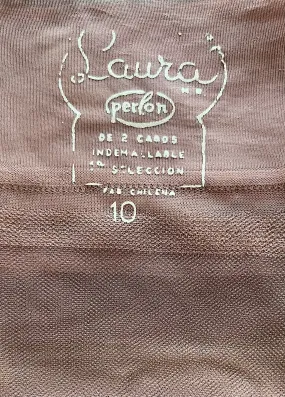 Laura
M.R.
perlon
DE 2 CABOS
INDEMALLABLE
1a SELECCION
FAB CHILENA
10